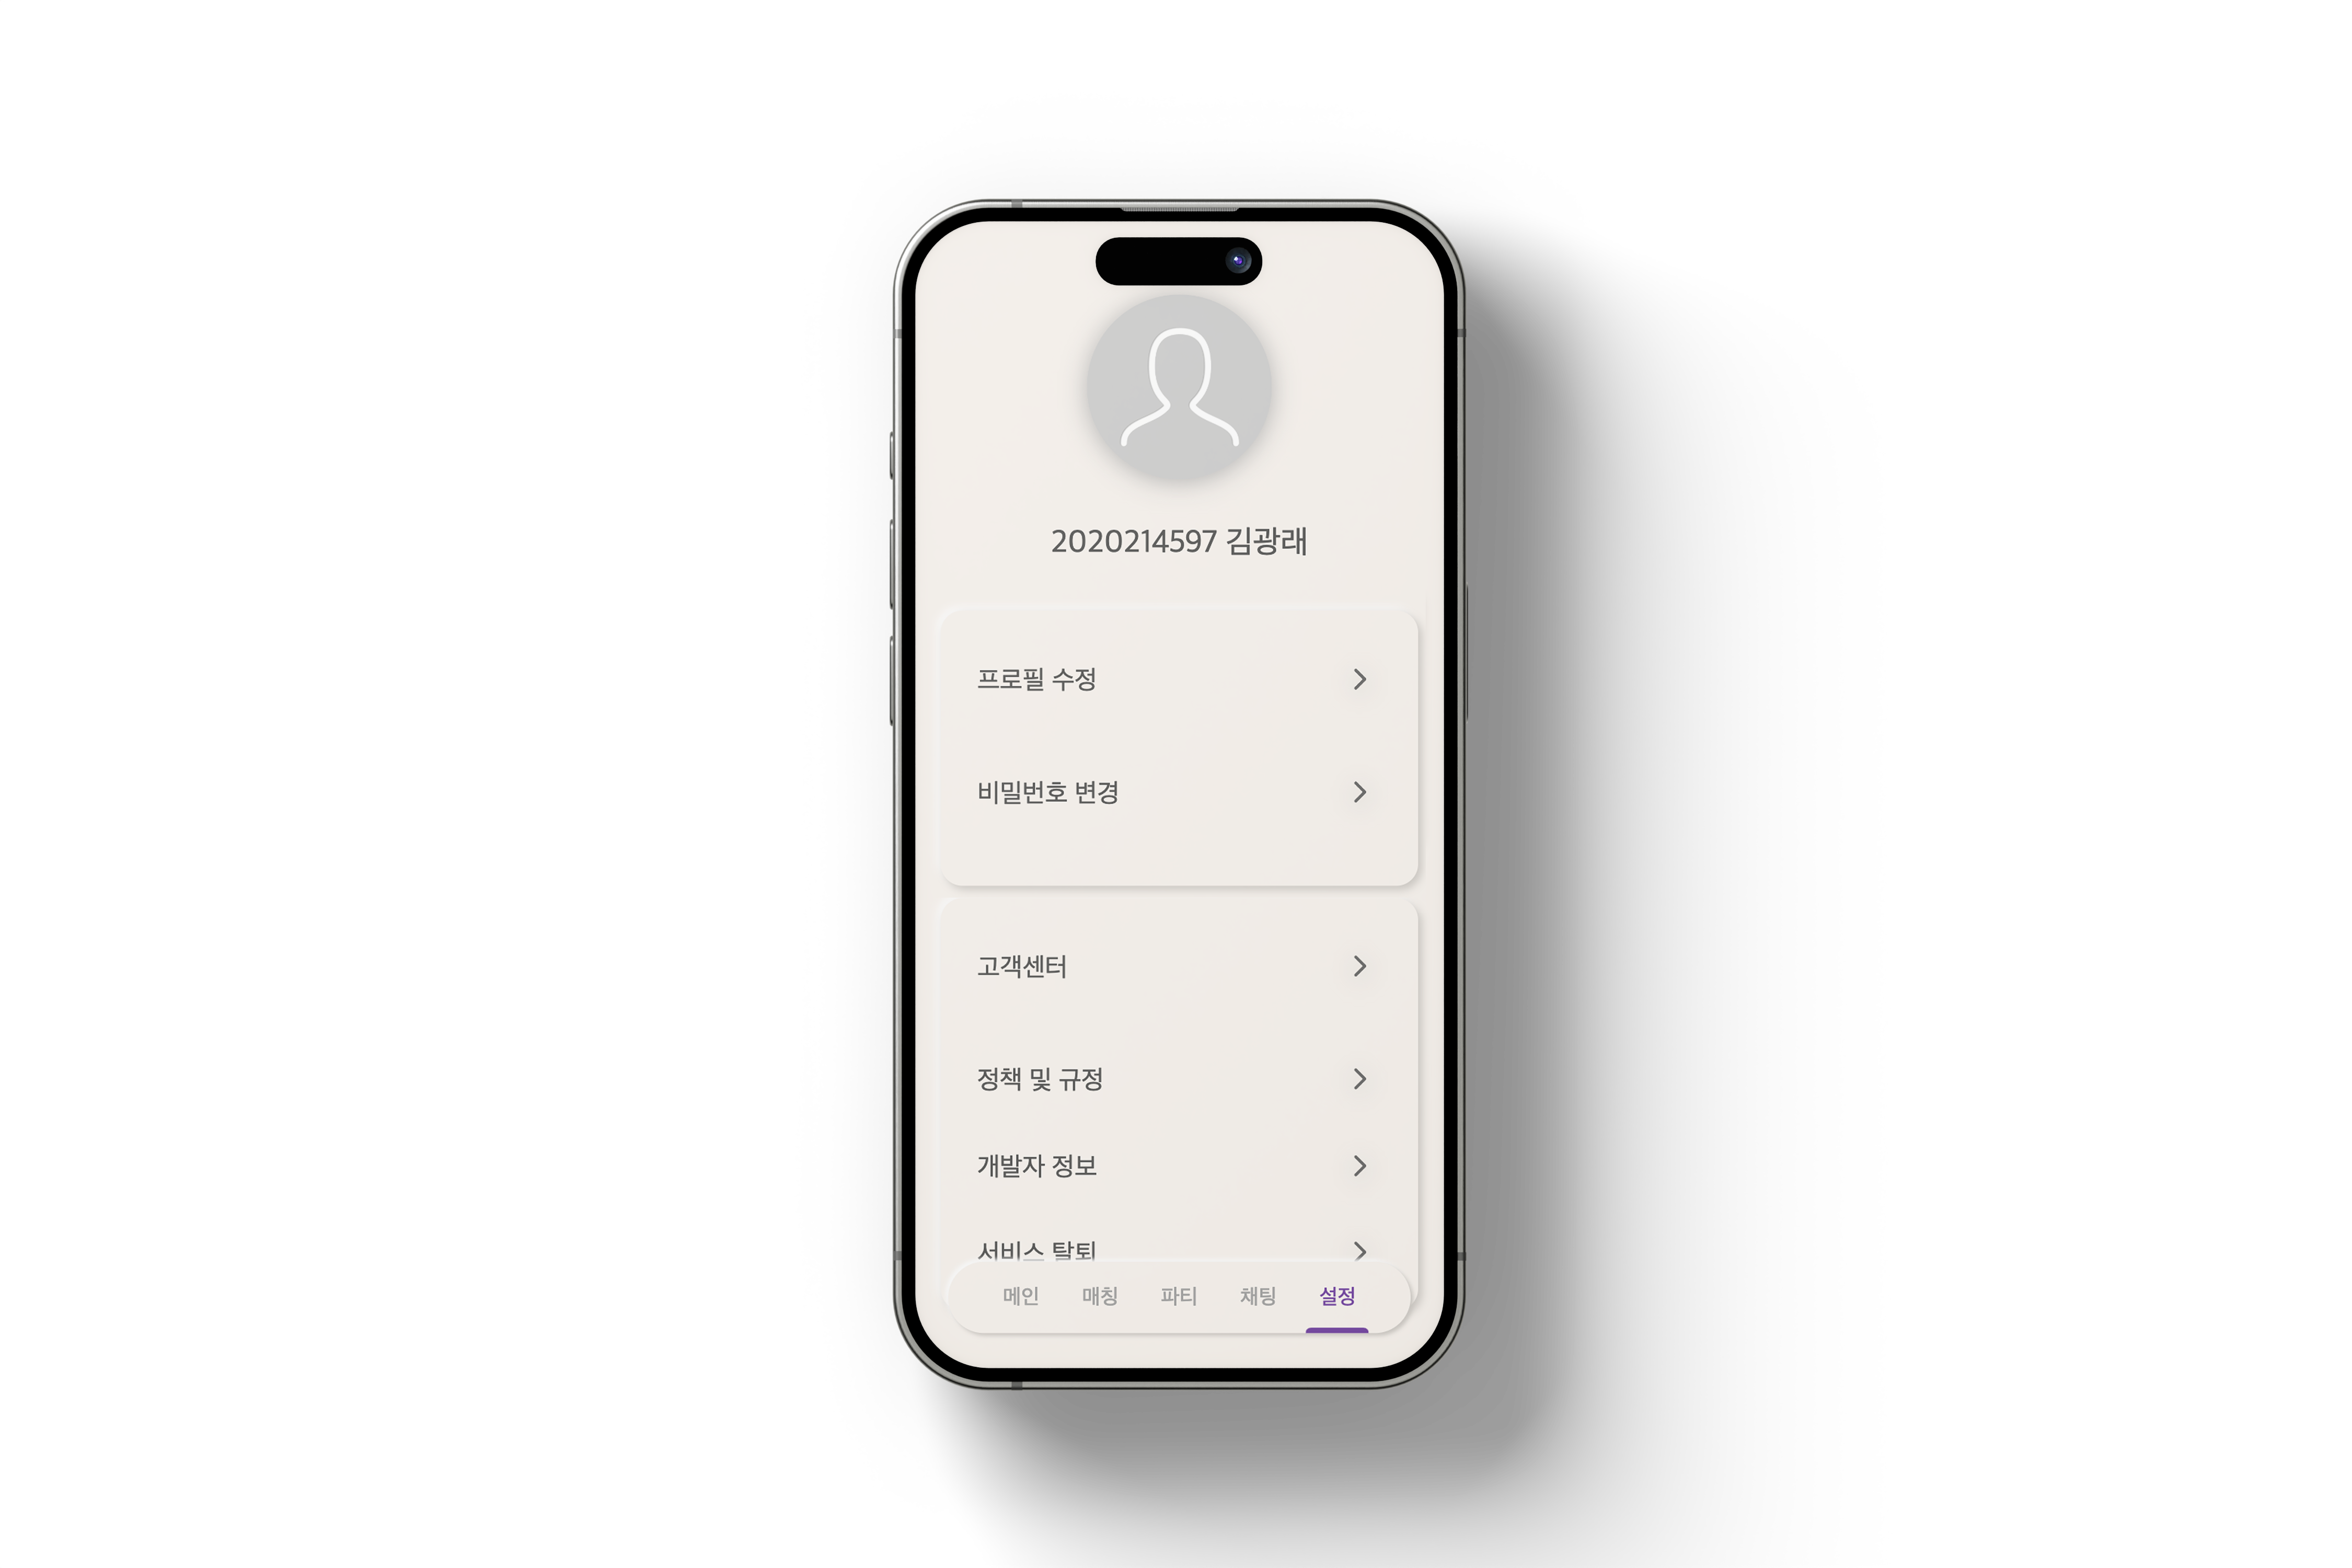 2020214597 김광래
프로필 수정
비밀번호 변경
고객센터
정책 및 규정
개발자 정보
서비스 탈퇴
메인 매칭 파티 채팅 설정